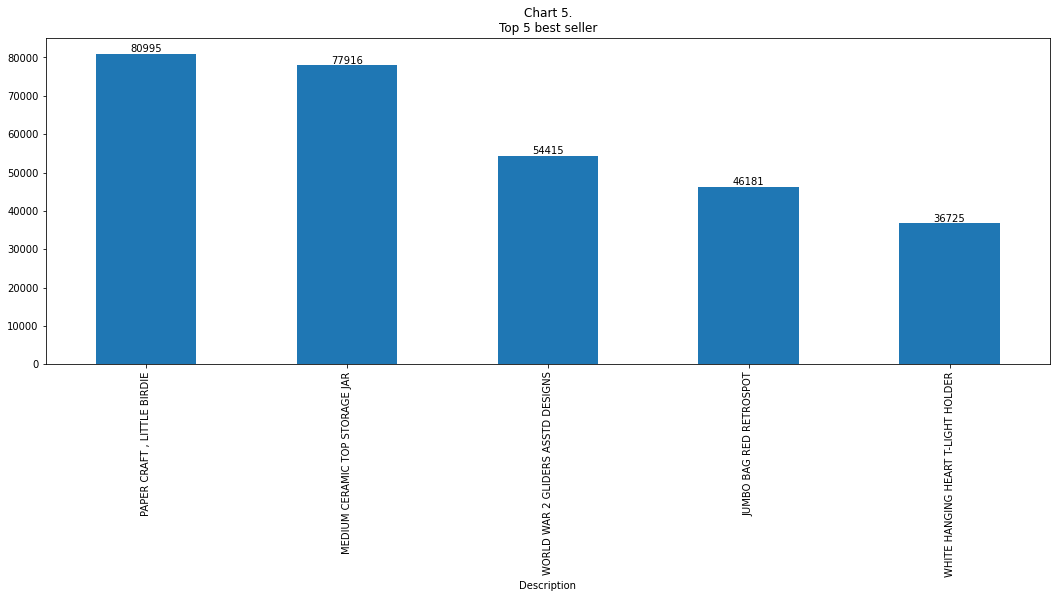 Chart 5.
Top 5 best seller
80995
77916
54415
46181
36725
80000
70000
60000
50000
40000
30000
20000
10000
0
PAPER CRAFT , LITTLE BIRDIE
MEDIUM CERAMIC TOP STORAGE JAR
WORLD WAR 2 GLIDERS ASSTD DESIGNS
JUMBO BAG RED RETROSPOT
WHITE HANGING HEART T-LIGHT HOLDER
Description